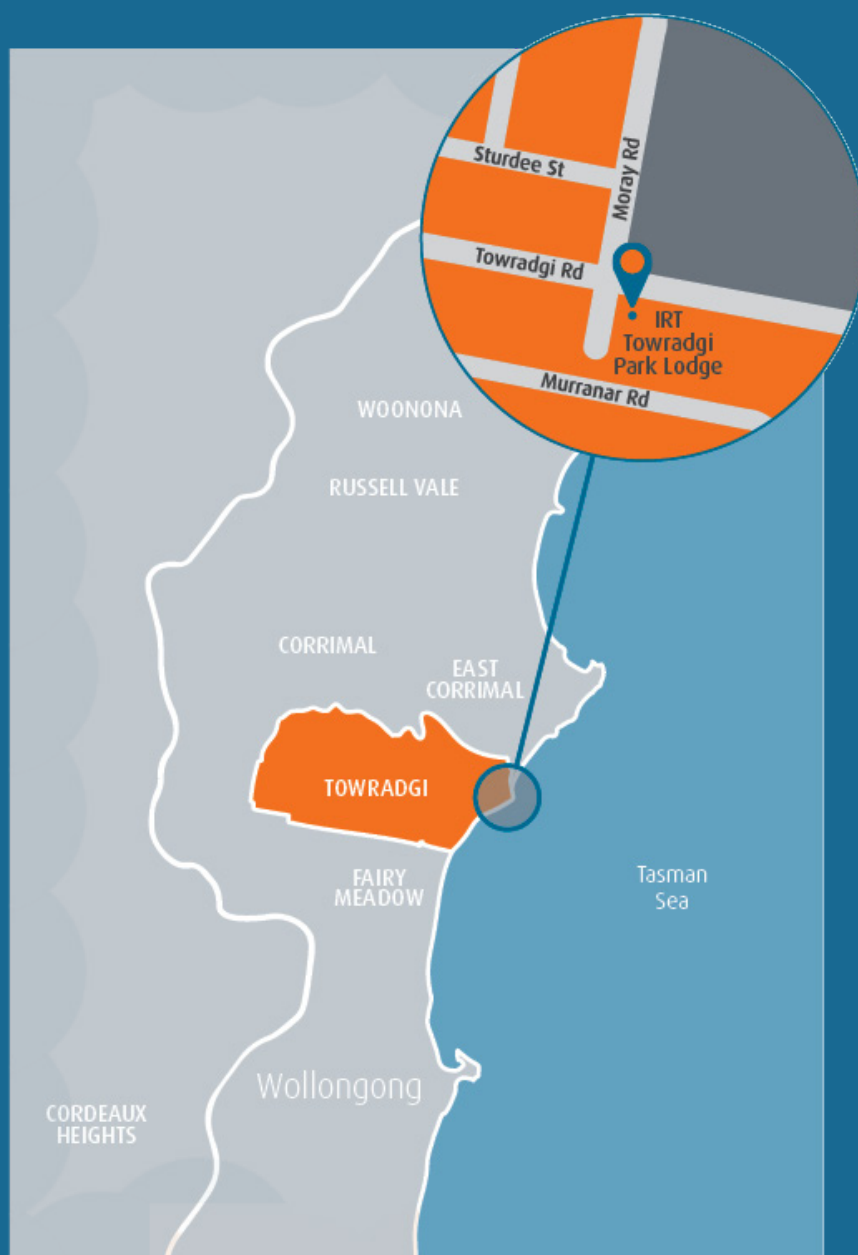 Sturdee St
Moray Rd
Towradgi Rd
IRT
Towradgi
Park Lodge
Murranar Rd
WOONONA
RUSSELL VALE
CORRIMAL
EAST
CORRIMAL
TOWRADGI
FAIRY
MEADOW
Tasman
Sea
Wollongong
CORDEAUX
HEIGHTS